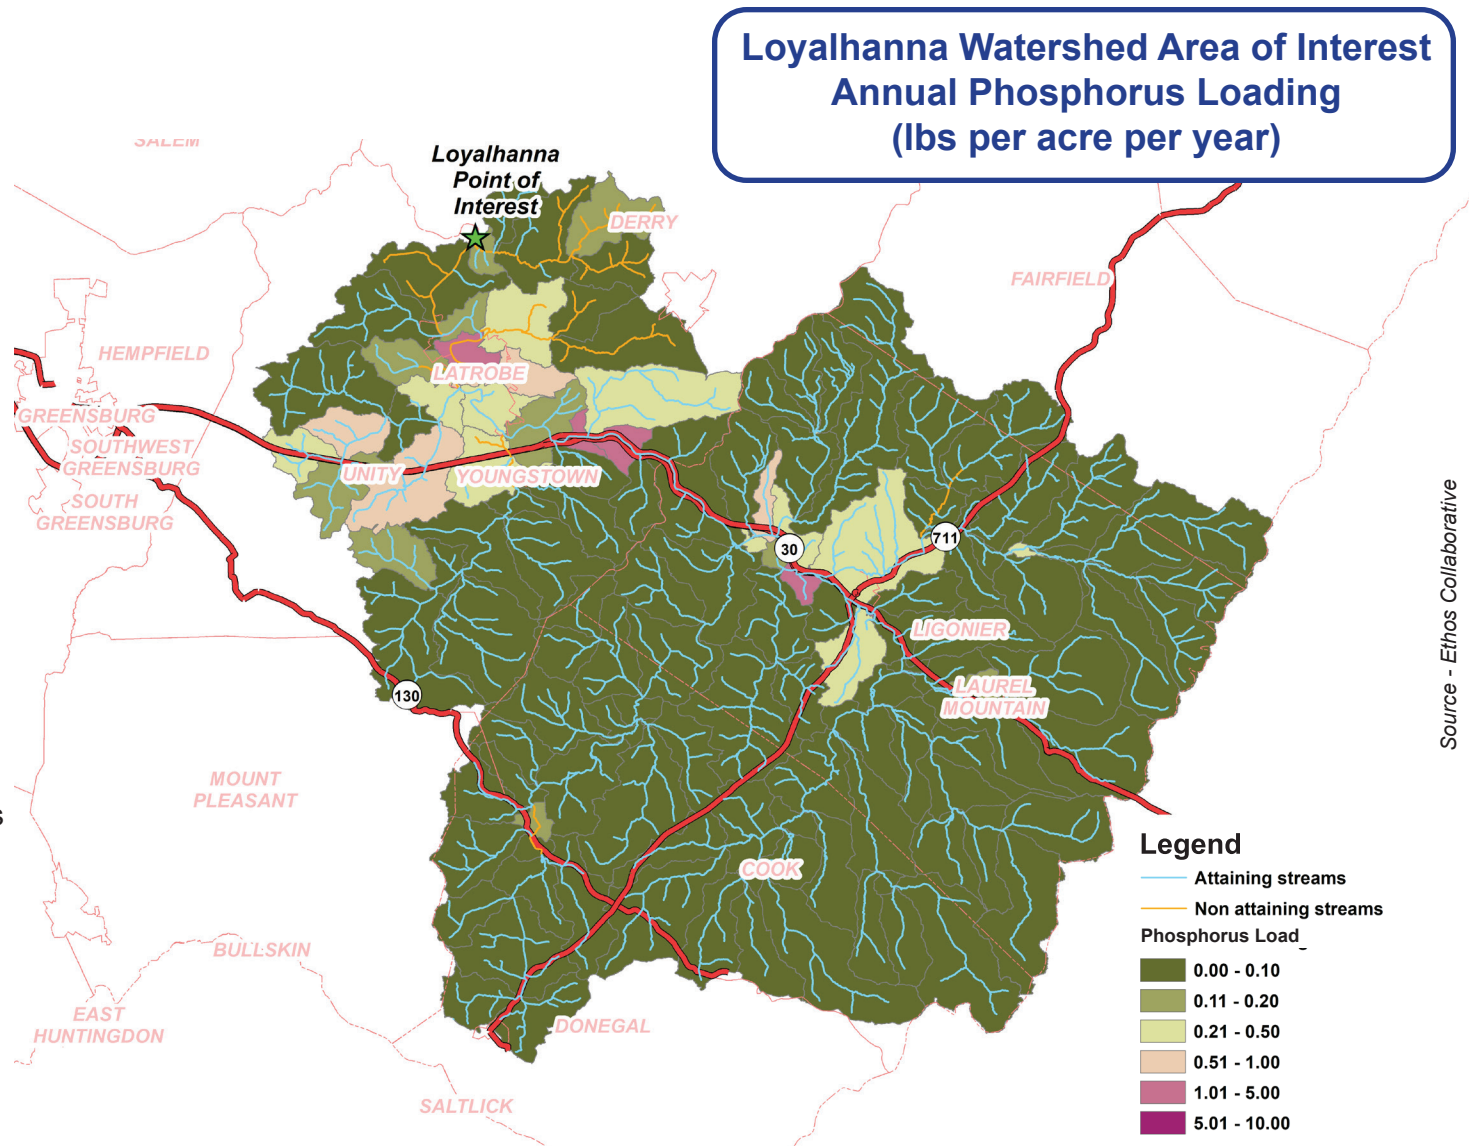 Loyalhanna Watershed Area of Interest
Annual Phosphorus Loading
(lbs per acre per year)
SALEM
Loyalhanna
Point of
Interest
DERRY
FAIRFIELD
HEMPFIELD
LATROBE
GREENSBURG
SOUTHWEST
GREENSBURG
UNITY
YOUNGSTOWN
SOUTH
GREENSBURG
30
711
LIGONIER
LAUREL
MOUNTAIN
130
MOUNT
PLEASANT
COOK
BULLSKIN
EAST
HUNTINGDON
DONEGAL
SALTLICK
Source - Ethos Collaborative
Legend
Attaining streams
Non attaining streams
Phosphorus Load
0.00 - 0.10
0.11 - 0.20
0.21 - 0.50
0.51 - 1.00
1.01 - 5.00
5.01 - 10.00